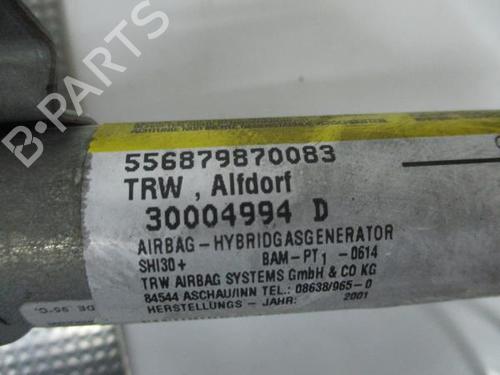 B-PARTS
556879870083
TRW, Alfdorf
30004994 D
AIRBAG-HYBRIDGASGENERATOR
SHI30+ BAM-PT1-0614
TRW AIRBAG SYSTEMS GmbH & CO KG
84544 ASCHAU/INN TEL.: 08638/965-0
HERSTELLUNGS-JAHR: 2001